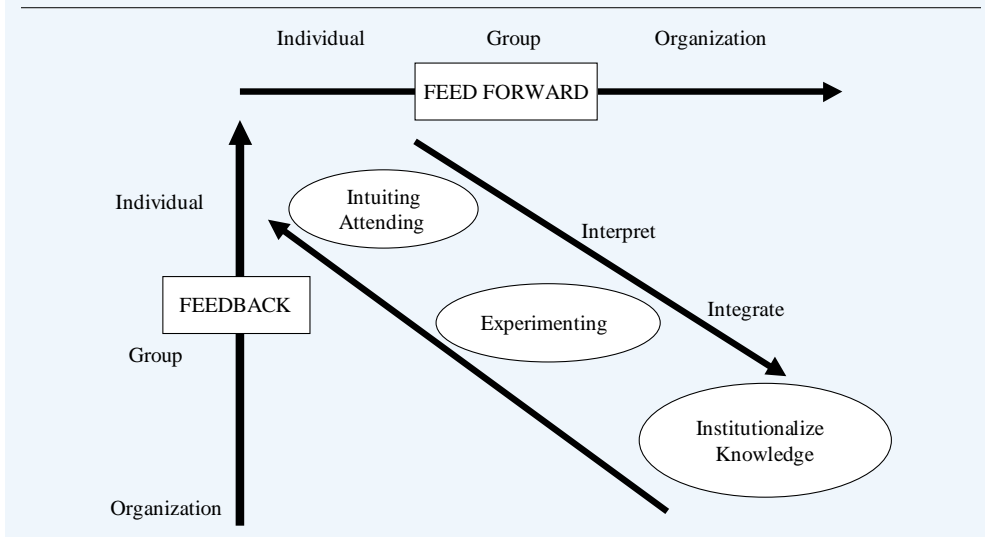 Individual
Group
Organization
FEED FORWARD
Individual
Intuiting
Attending
Interpret
FEEDBACK
Integrate
Experimenting
Group
Institutionalize
Knowledge
Organization